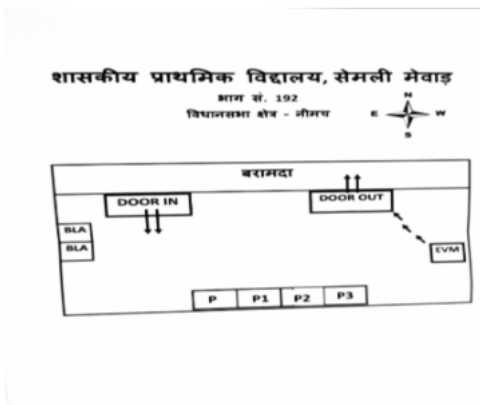 शासकीय प्राथमिक विद्यालय, सेमली मेवाड़
भाग सं. 192
विधानसभा क्षेत्र - नीमच
N
E W
S
बरामदा
DOOR IN
DOOR OUT
BLA
BLA
EVM
P P1 P2 P3